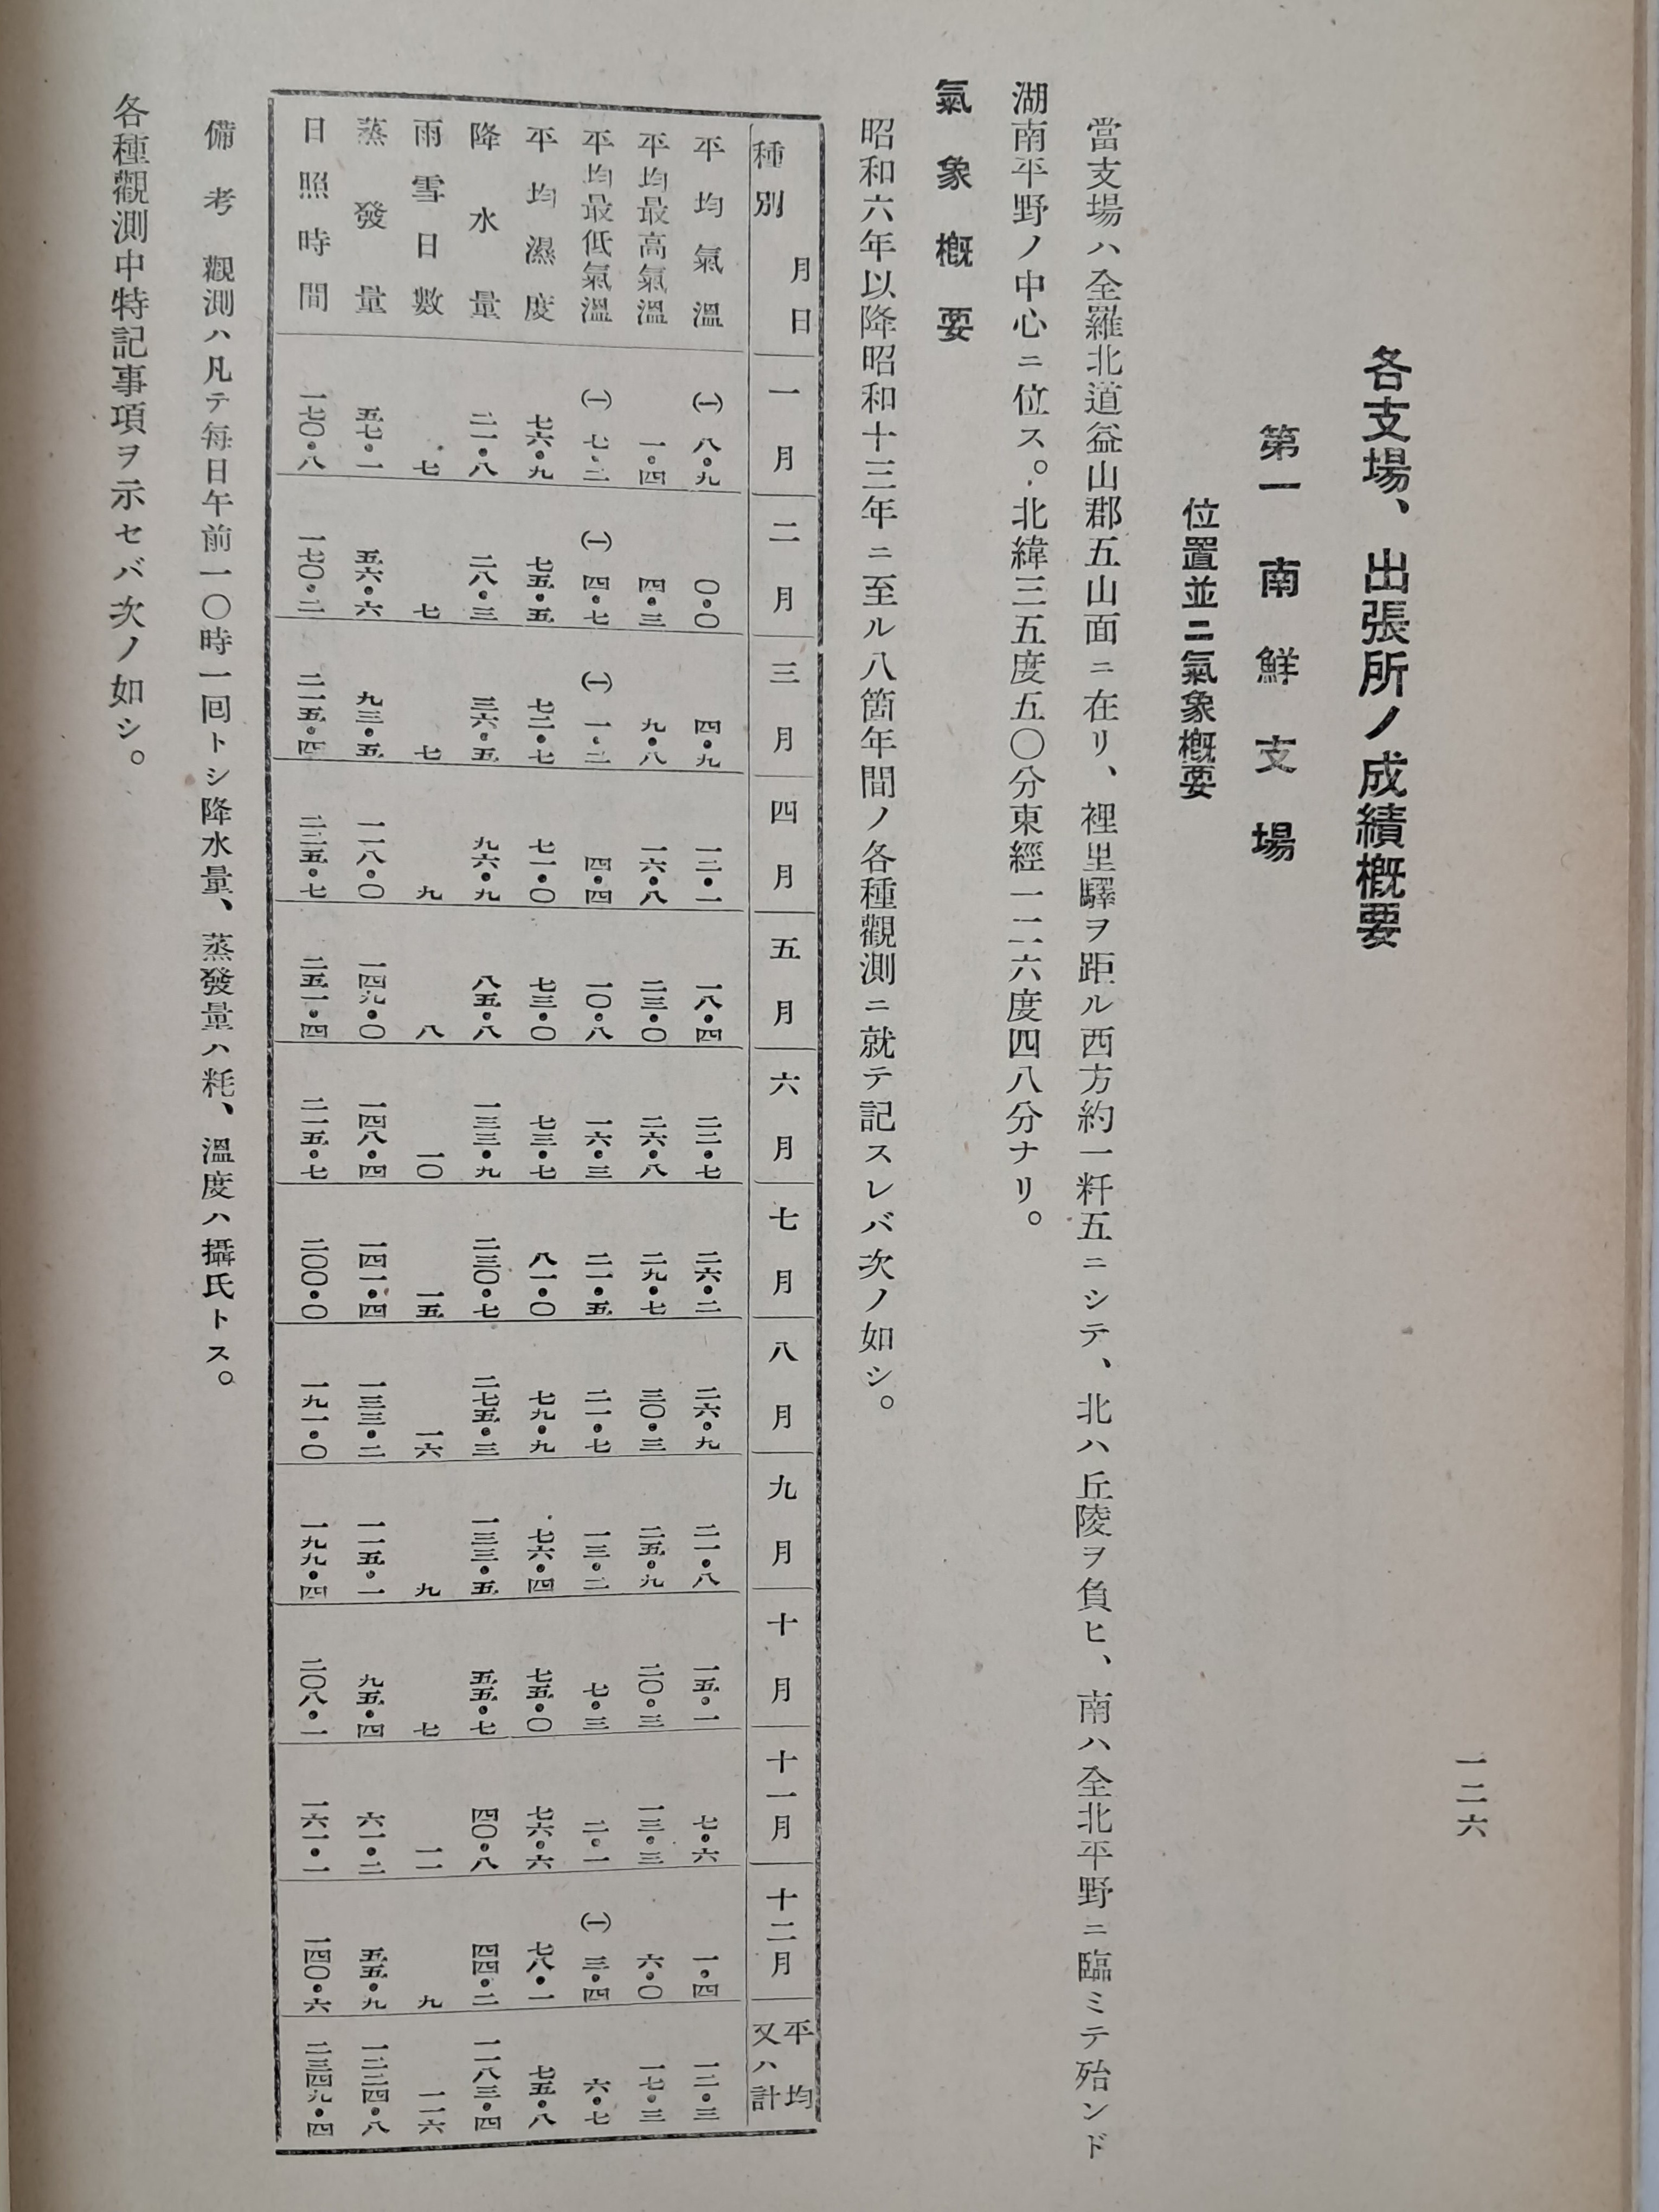 一二六
各支場、出張所ノ成績概要
第一 南鮮支場
位置並ニ氣象概要
當支場ハ全羅北道益山郡五山面ニ在リ、裡里驛ヲ距ル西方約一粁五ニシテ、北ハ丘陵ヲ負ヒ、南ハ全北平野ニ臨ミテ殆ンド
湖南平野ノ中心ニ位ス。北緯三五度五〇分東經一二六度四八分ナリ。
氣象概要
昭和六年以降昭和十三年ニ至ル八箇年間ノ各種觀測ニ就テ記スレバ次ノ如シ。
種別 月日 一月 二月 三月 四月 五月 六月 七月 八月 九月 十月 十一月 十二月 平均又ハ計
平均氣溫 (一)八・九 〇・〇 四・九 一二・一 一八・四 二二・七 二六・二 二六・九 二一・八 一五・一 七・六 一・四 一二・三
平均最高氣溫 一・四 四・三 九・八 一六・八 二三・〇 二六・八 二九・七 三〇・三 二五・九 二〇・三 一三・三 六・〇 一七・三
平均最低氣溫 (一)七・二 (一)四・七 (一)一・二 四・四 一〇・八 一六・三 二一・五 二一・七 一三・二 七・三 二・一 (一)三・四 六・七
平均濕度 七六・九 七五・五 七二・七 七一・〇 七三・〇 七三・七 八一・〇 七九・九 七六・四 七五・〇 七六・六 七八・一 七五・八
降水量 二一・八 二八・三 三六・五 九六・九 八五・八 一三三・九 二三〇・七 二七五・三 一三三・五 五五・七 四〇・八 四四・二 一一八三・四
雨雪日數 七 七 七 九 八 一〇 一五 一六 九 七 一一 九 一一六
蒸發量 五七・一 五六・六 九三・五 一一八・〇 一四九・〇 一四八・四 一四一・四 一三三・二 一一五・一 九五・四 六一・二 五五・九 一二二四・八
日照時間 一七〇・八 一七〇・二 二一五・四 二二五・七 二五一・四 二一五・七 二〇〇・〇 一九一・〇 一九九・四 二〇八・一 一六一・一 一四〇・六 二三四九・四
備考 觀測ハ凡テ每日午前一〇時一回トシ降水量、蒸發量ハ粍、溫度ハ攝氏トス。
各種觀測中特記事項ヲ示セバ次ノ如シ。